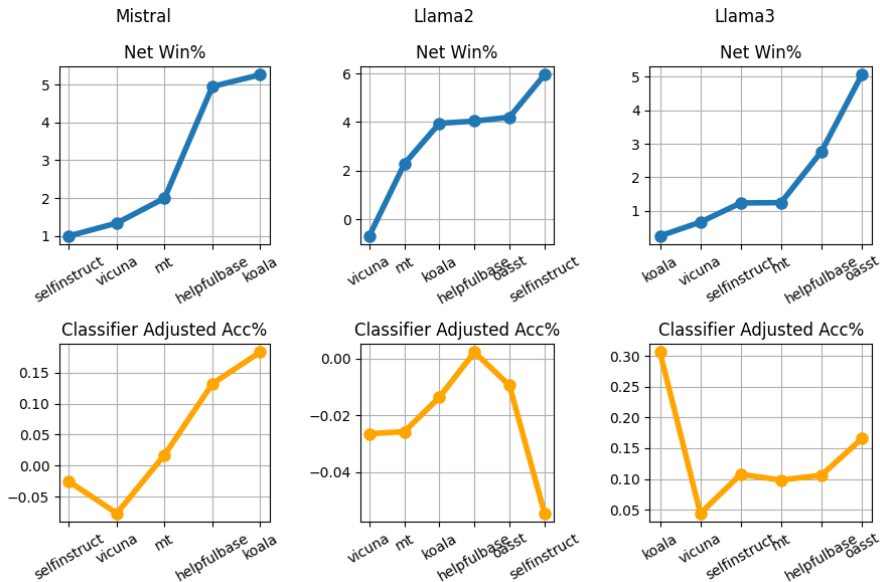 Mistral
Llama2
Llama3
Net Win%
Net Win%
Net Win%
5
4
3
2
1
selfinstruct
vicuna
mt
helpfulbase
koala
6
4
2
0
vicuna
mt
koala
helpfulbase
oasst
selfinstruct
5
4
3
2
1
koala
vicuna
selfinstruct
mt
helpfulbase
oasst
Classifier Adjusted Acc%
Classifier Adjusted Acc%
Classifier Adjusted Acc%
0.15
0.10
0.05
0.00
−0.05
selfinstruct
vicuna
mt
helpfulbase
koala
0.00
−0.02
−0.04
vicuna
mt
koala
helpfulbase
oasst
selfinstruct
0.30
0.25
0.20
0.15
0.10
0.05
koala
vicuna
selfinstruct
mt
helpfulbase
oasst